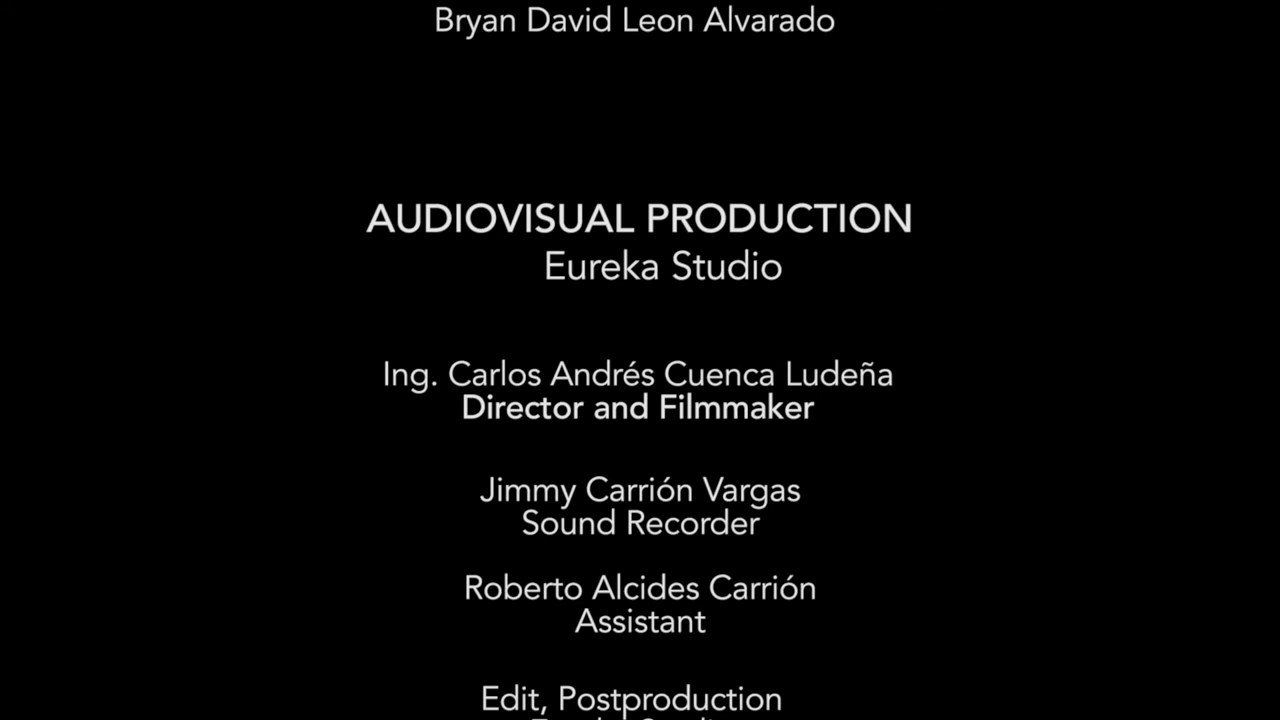 Bryan David Leon Alvarado
AUDIOVISUAL PRODUCTION
Eureka Studio
Ing. Carlos Andrés Cuenca Ludeña
Director and Filmmaker
Jimmy Carrión Vargas
Sound Recorder
Roberto Alcides Carrión
Assistant
Edit, Postproduction